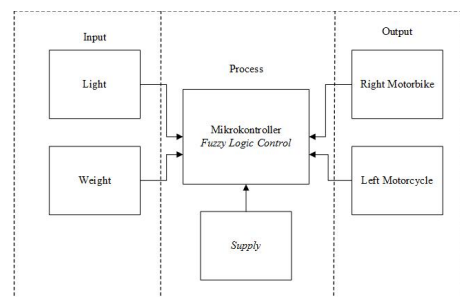 Input
Process
Output
Light
Weight
Mikrokontroller
Fuzzy Logic Control
Supply
Right Motorbike
Left Motorcycle